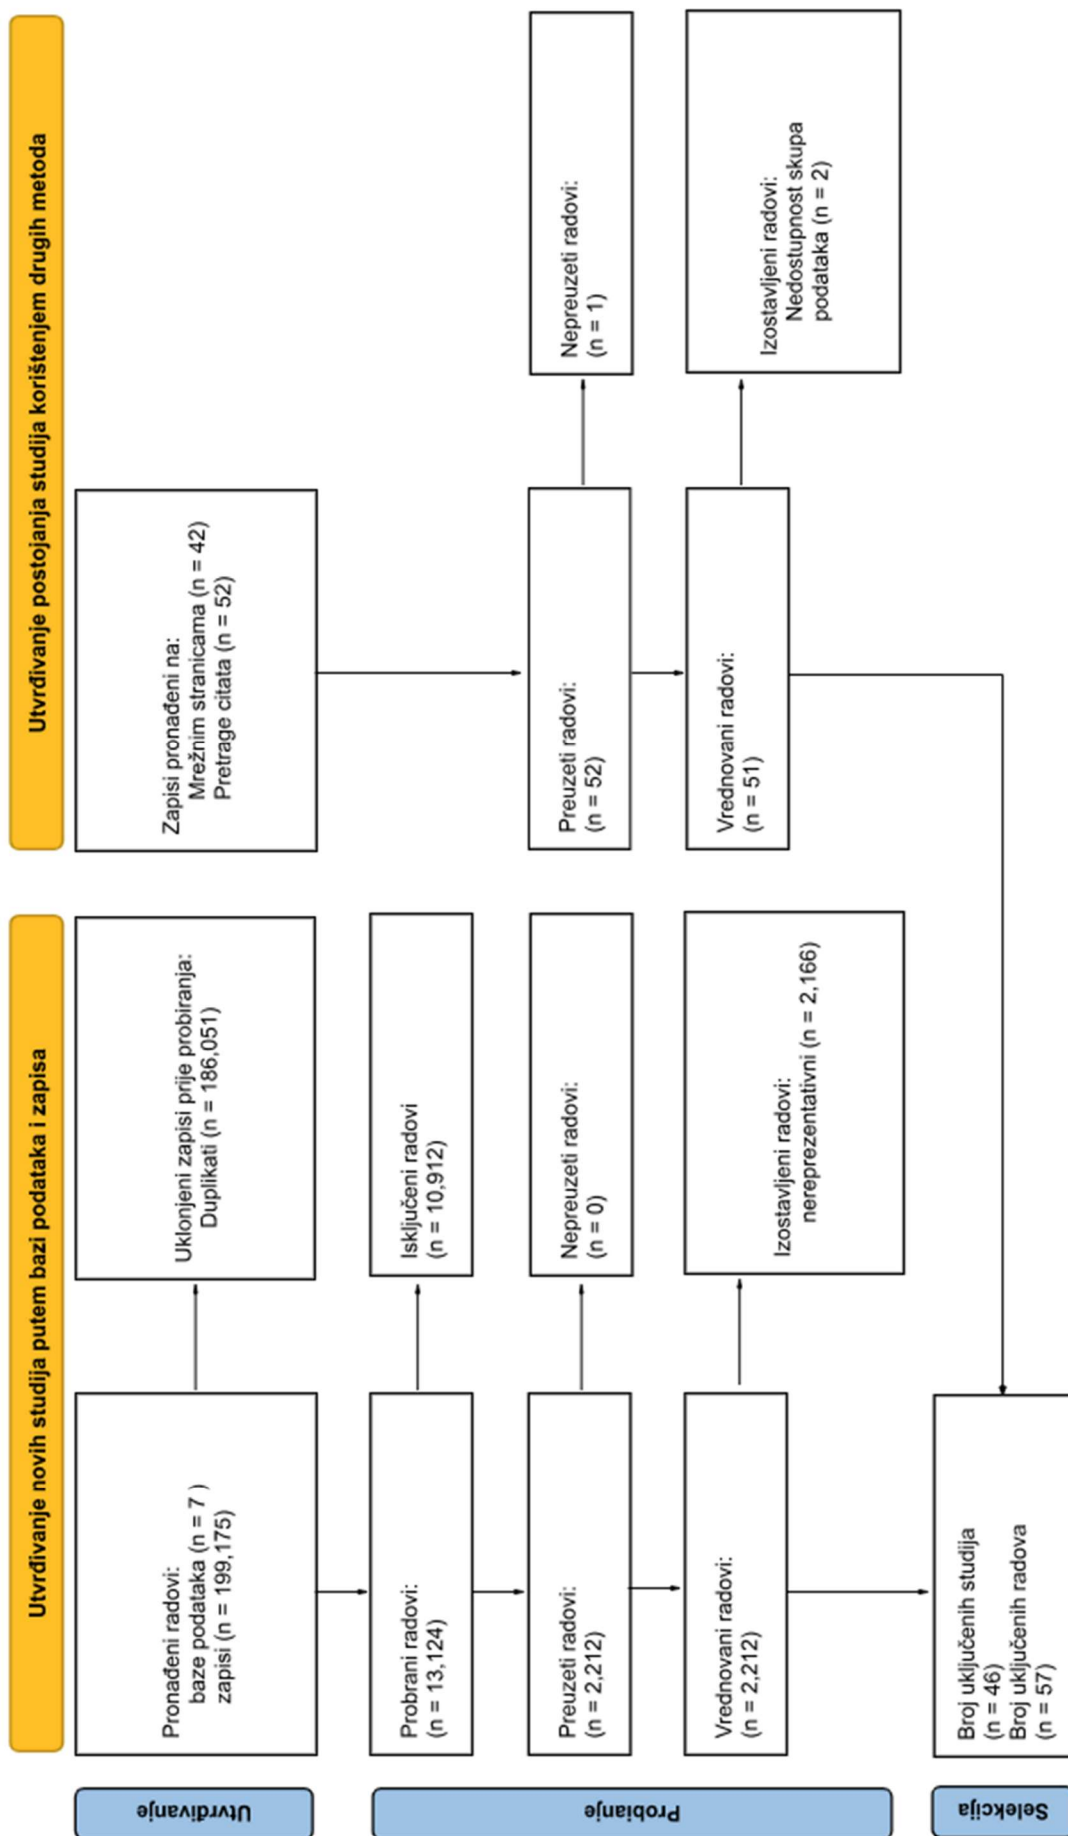 Utvrđivanje novih studija putem bazi podataka i zapisa
Utvrđivanje postojanja studija korištenjem drugih metoda
Utvrđivanje
Pronađeni radovi:
baze podataka (n = 7 )
zapisi (n = 199,175)
Uklonjeni zapisi prije probiranja:
Duplikati (n = 186,051)
Zapisi pronađeni na:
Mrežnim stranicama (n = 42)
Pretrage citata (n = 52)
Probianje
Probrani radovi:
(n = 13,124)
Isključeni radovi
(n = 10,912)
Preuzeti radovi:
(n = 2,212)
Nepreuzeti radovi:
(n = 0)
Preuzeti radovi:
(n = 52)
Nepreuzeti radovi:
(n = 1)
Vrednovani radovi:
(n = 2,212)
Izostavljeni radovi:
nereprezentativni (n = 2,166)
Vrednovani radovi:
(n = 51)
Izostavljeni radovi:
Nedostupnost skupa
podataka (n = 2)
Selekcija
Broj uključenih studija
(n = 46)
Broj uključenih radova
(n = 57)